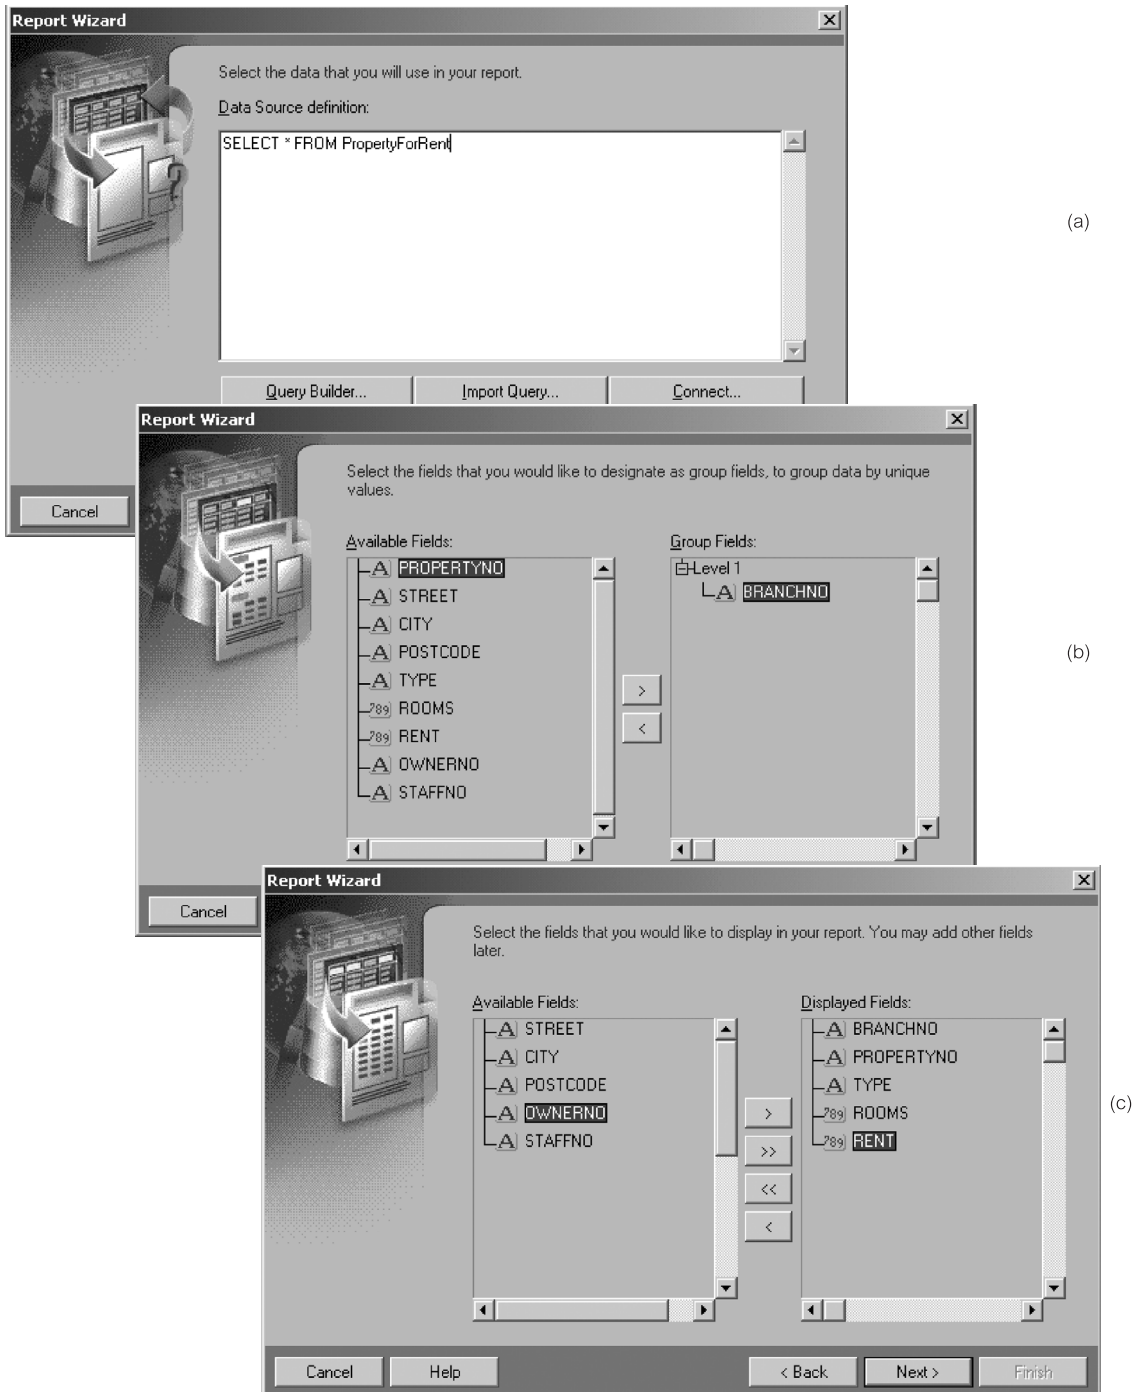 Report Wizard
Select the data that you will use in your report.
Data Source definition:
SELECT * FROM PropertyForRent
Query Builder...
Import Query...
Connect...
Cancel
(a)
Report Wizard
Select the fields that you would like to designate as group fields, to group data by unique
values.
Available Fields:
PROPERTYNO
STREET
CITY
POSTCODE
TYPE
ROOMS
RENT
OWNERNO
STAFFNO
>
<
Group Fields:
Level 1
BRANCHNO
Cancel
(b)
Report Wizard
Select the fields that you would like to display in your report. You may add other fields
later.
Available Fields:
STREET
CITY
POSTCODE
OWNERNO
STAFFNO
>
>>
<<
<
Displayed Fields:
BRANCHNO
PROPERTYNO
TYPE
ROOMS
RENT
(c)
Cancel
Help
< Back
Next >
Finish